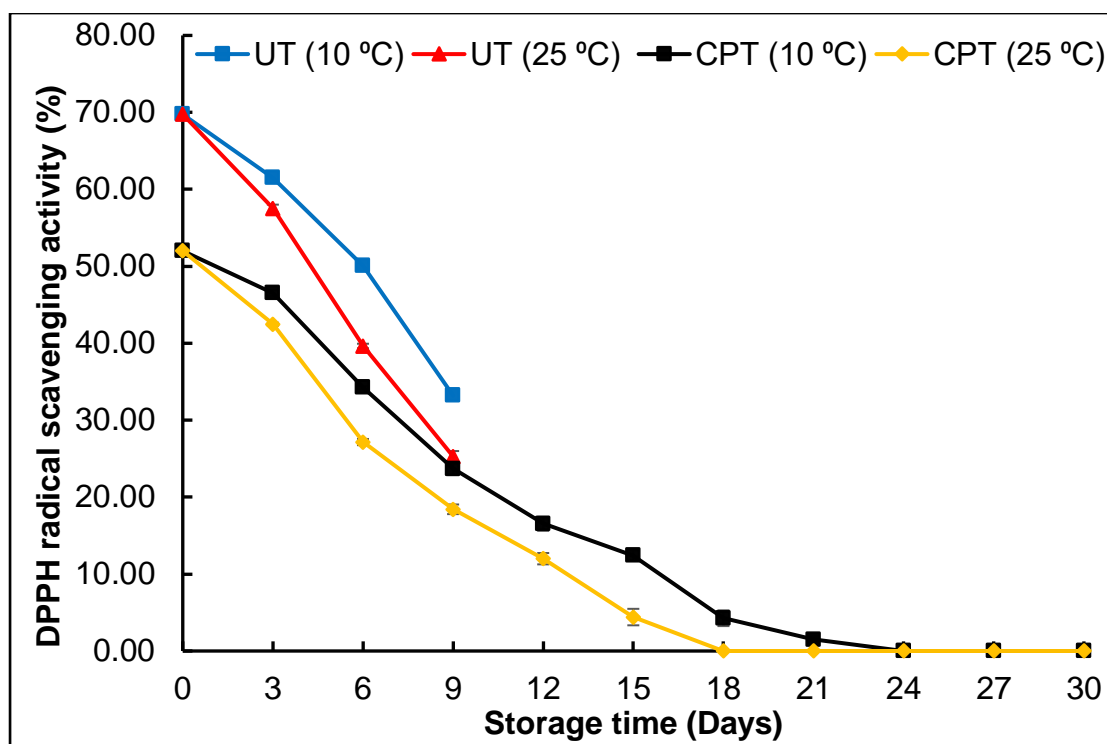 UT (10 ºC) UT (25 ºC) CPT (10 ºC) CPT (25 ºC)
DPPH radical scavenging activity (%)
80.00
70.00
60.00
50.00
40.00
30.00
20.00
10.00
0.00
0 3 6 9 12 15 18 21 24 27 30
Storage time (Days)